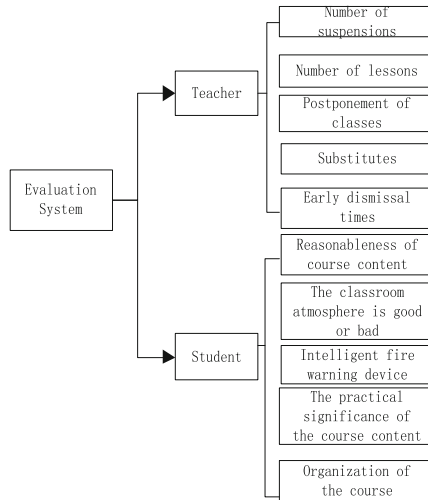 Number of
suspensions
Number of lessons
Postponement of
classes
Substitutes
Early dismissal
times
Teacher
Evaluation
System
Student
Reasonableness of
course content
The classroom
atmosphere is good
or bad
Intelligent fire
warning device
The practical
significance of
the course content
Organization of
the course